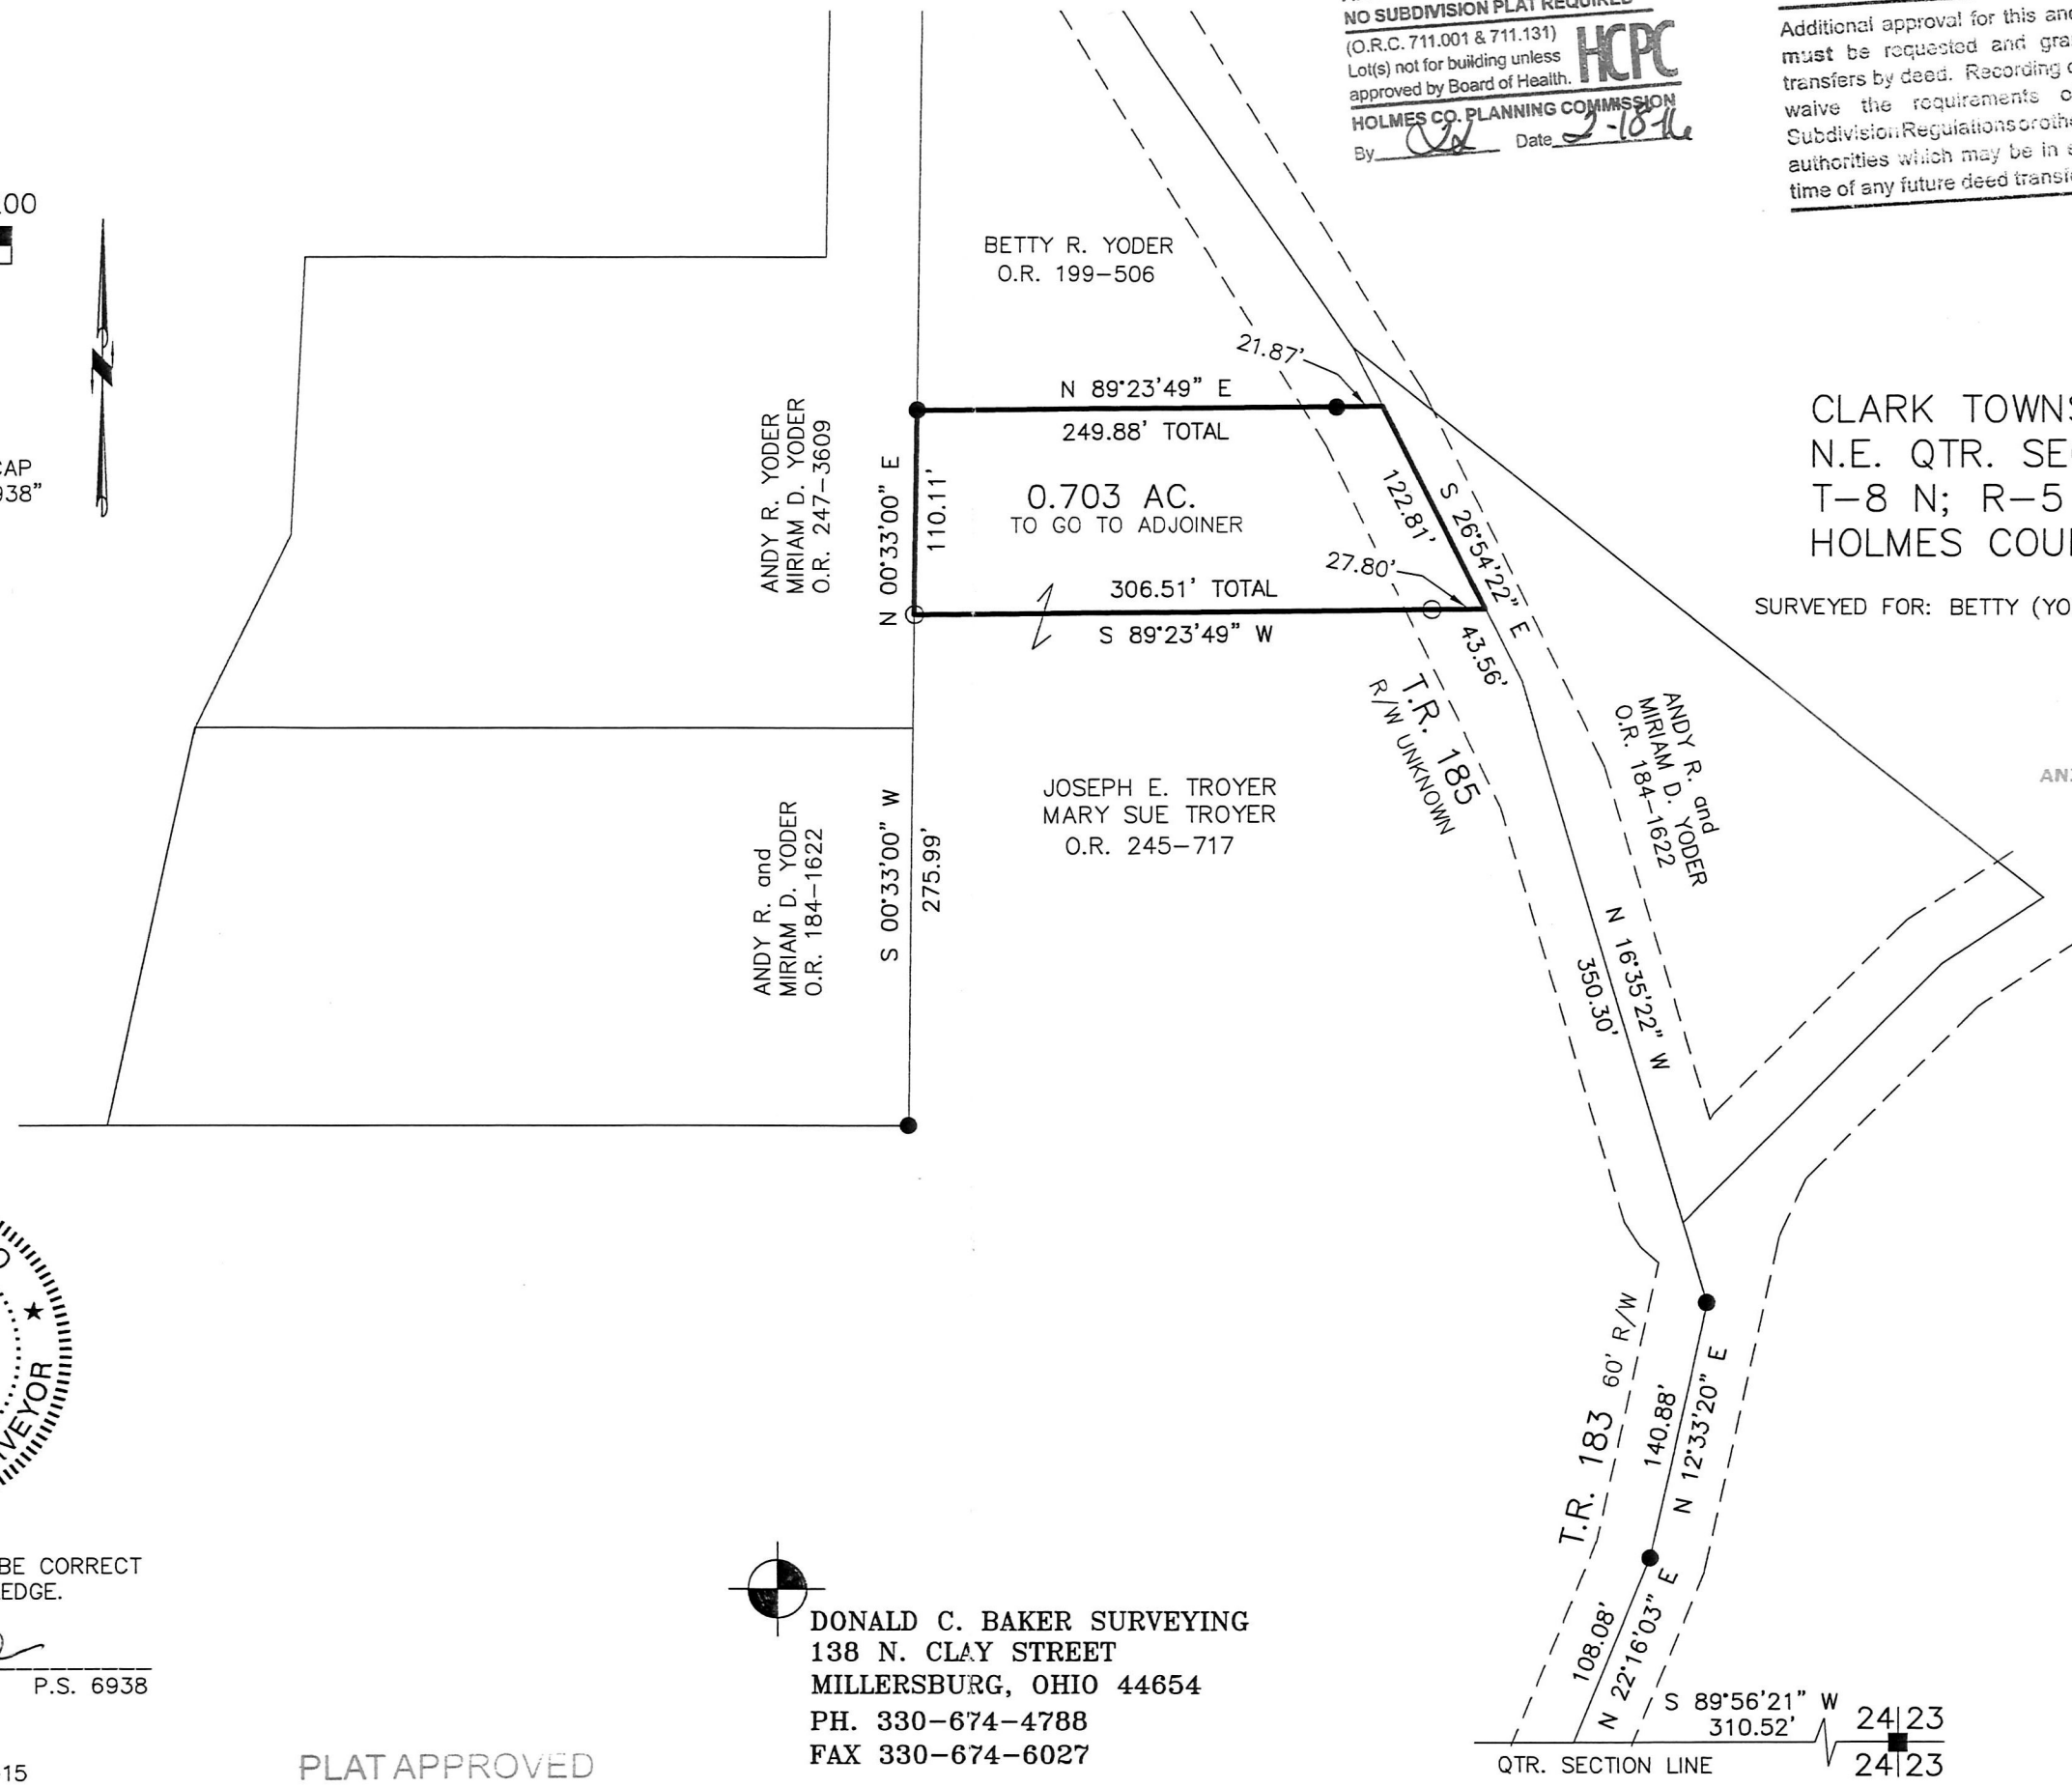 NO SUBDIVISION PLAT REQUIRED
(O.R.C. 711.001 & 711.131)
Lot(s) not for building unless
approved by Board of Health.
HCPC
HOLMES CO. PLANNING COMMISSION
By Date 2-18-16
Additional approval for this
must be requested and
transfers by deed. Recording
waive the requirements
Subdivision Regulations or
authorities which may be in
time of any future deed
BETTY R. YODER
O.R. 199-506
21.87'
N 89°23'49" E
249.88' TOTAL
0.703 AC.
TO GO TO ADJOINER
N 00°33'00" E
110.11'
122.81'
S 26°54'22" E
27.80'
306.51' TOTAL
S 89°23'49" W
43.56'
ANDY R. YODER
MIRIAM D. YODER
O.R. 247-3609
CLARK
N.E. QTR.
T-8 N; R-5
HOLMES
SURVEYED FOR: BETTY
T.R. 185
R/W UNKNOWN
ANDY R. and
MIRIAM D. YODER
O.R. 184-1622
JOSEPH E. TROYER
MARY SUE TROYER
O.R. 245-717
S 00°33'00" W
275.99'
ANDY R. and
MIRIAM D. YODER
O.R. 184-1622
N 16°35'22" W
350.30'
T.R. 183 60' R/W
140.88'
N 12°33'20" E
108.08'
N 22°16'03" E
BE CORRECT
P.S. 6938
DONALD C. BAKER SURVEYING
138 N. CLAY STREET
MILLERSBURG, OHIO 44654
PH. 330-674-4788
FAX 330-674-6027
PLAT APPROVED
S 89°56'21" W
310.52'
24|23
24|23
QTR. SECTION LINE